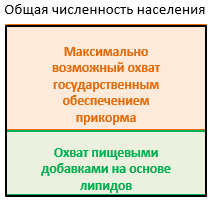 Общая численность населения
Максимально
возможный охват
государственным
обеспечением
прикорма
Охват пищевыми
добавками на основе
липидов